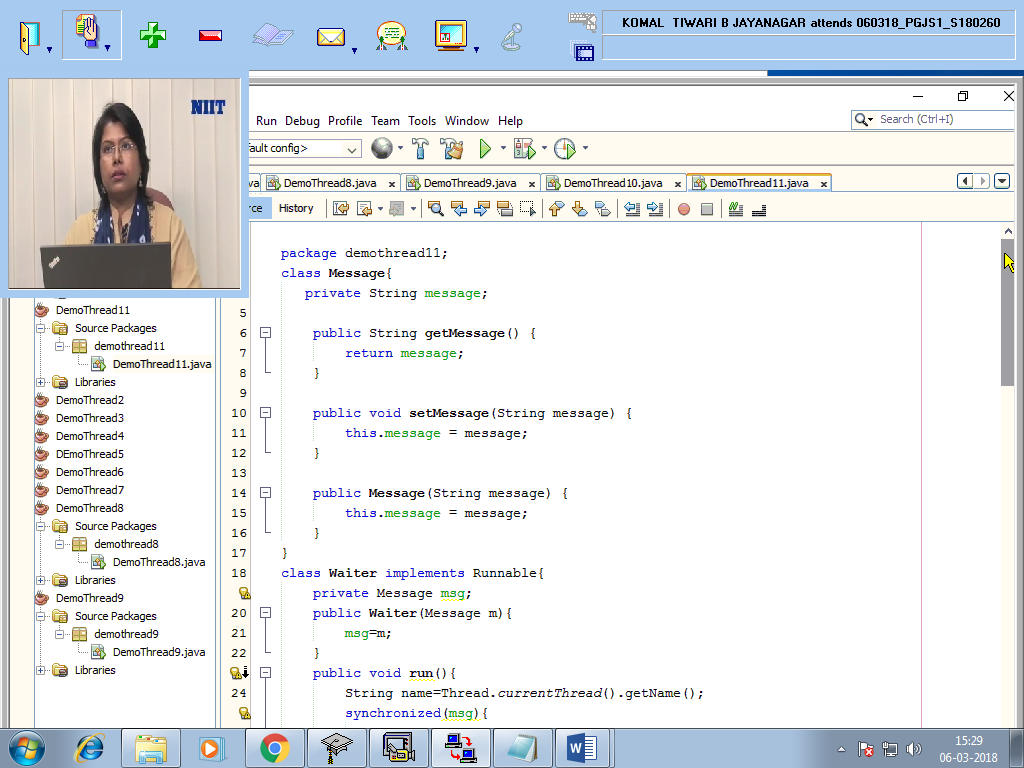 KOMAL TIWARI B JAYANAGAR attends 060318_PGJS1_S180260
NIIT
Run Debug Profile Team Tools Window Help
Search (Ctrl+I)
fault config>
va DemoThread8.java x DemoThread9.java x DemoThread10.java x DemoThread11.java x
rce History
package demothread11;
class Message{
private String message;
5
6 public String getMessage() {
7 return message;
8 }
9
10 public void setMessage(String message) {
11 this.message = message;
12 }
13
14 public Message(String message) {
15 this.message = message;
16 }
17 }
18 class Waiter implements Runnable{
private Message msg;
20 public Waiter(Message m){
21 msg=m;
22 }
public void run(){
24 String name=Thread.currentThread().getName();
synchronized(msg){
DemoThread11
Source Packages
demothread11
DemoThread11.java
Libraries
DemoThread2
DemoThread3
DemoThread4
DEmoThread5
DemoThread6
DemoThread7
DemoThread8
Source Packages
demothread8
DemoThread8.java
Libraries
DemoThread9
Source Packages
demothread9
DemoThread9.java
Libraries
15:29
06-03-2018